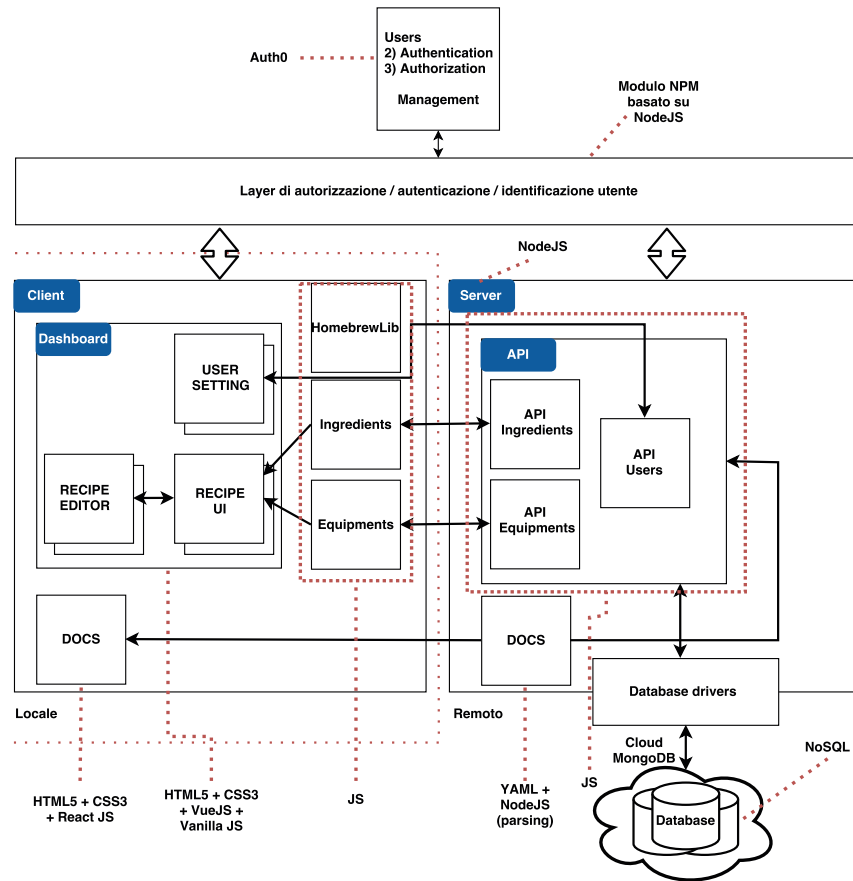 Users
2) Authentication
3) Authorization
Management
Auth0
Modulo NPM
basato su
NodeJS
Layer di autorizzazione / autenticazione / identificazione utente
NodeJS
Client
Server
Dashboard
HomebrewLib
API
USER
SETTING
Ingredients
API
Ingredients
API
Users
RECIPE
EDITOR
RECIPE
UI
Equipments
API
Equipments
DOCS
DOCS
Database drivers
Locale
Remoto
Cloud
MongoDB
NoSQL
HTML5 + CSS3
+ React JS
HTML5 + CSS3
+ VueJS +
Vanilla JS
JS
YAML +
NodeJS
(parsing)
JS
Database